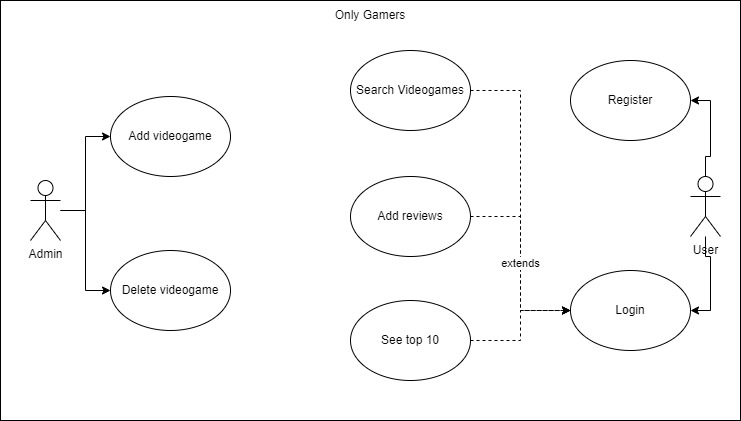 Only Gamers
Search Videogames
Register
Add videogame
Add reviews
Admin
User
extends
Delete videogame
Login
See top 10